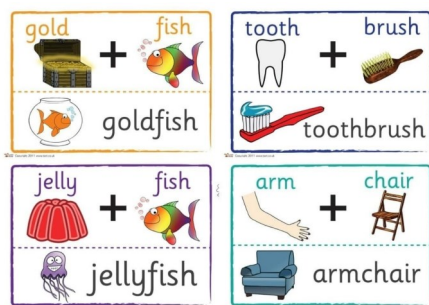 gold + fish
goldfish
tooth + brush
toothbrush
jelly + fish
jellyfish
arm + chair
armchair